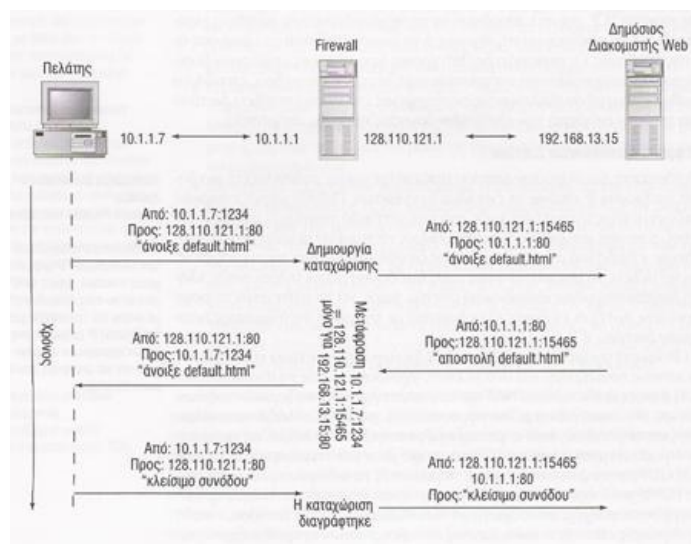 Δημόσιος
Διακομιστής Web
Firewall
Πελάτης
10.1.1.7
10.1.1.1
128.110.121.1
192.168.13.15
Από: 10.1.1.7:1234
Προς: 128.110.121.1:80
"άνοιξε default.html"
Δημιουργία
καταχώρισης
Από: 128.110.121.1:15465
Προς: 10.1.1.1:80
"άνοιξε default.html"
Χρόνος
Από: 128.110.121.1:80
Προς:10.1.1.7:1234
"άνοιξε default.html"
Μετάφραση 10.1.1.7:1234
= 128.110.121.1:15465
μόνο για 192.168.13.15:80
Από:10.1.1.1:80
Προς:128.110.121.1:15465
"αποστολή default.html"
Από: 10.1.1.7:1234
Προς: 128.110.121.1:80
"κλείσιμο συνόδου"
Η καταχώριση
διαγράφτηκε
Από: 128.110.121.1:15465
10.1.1.1:80
Προς:"κλείσιμο συνόδου"